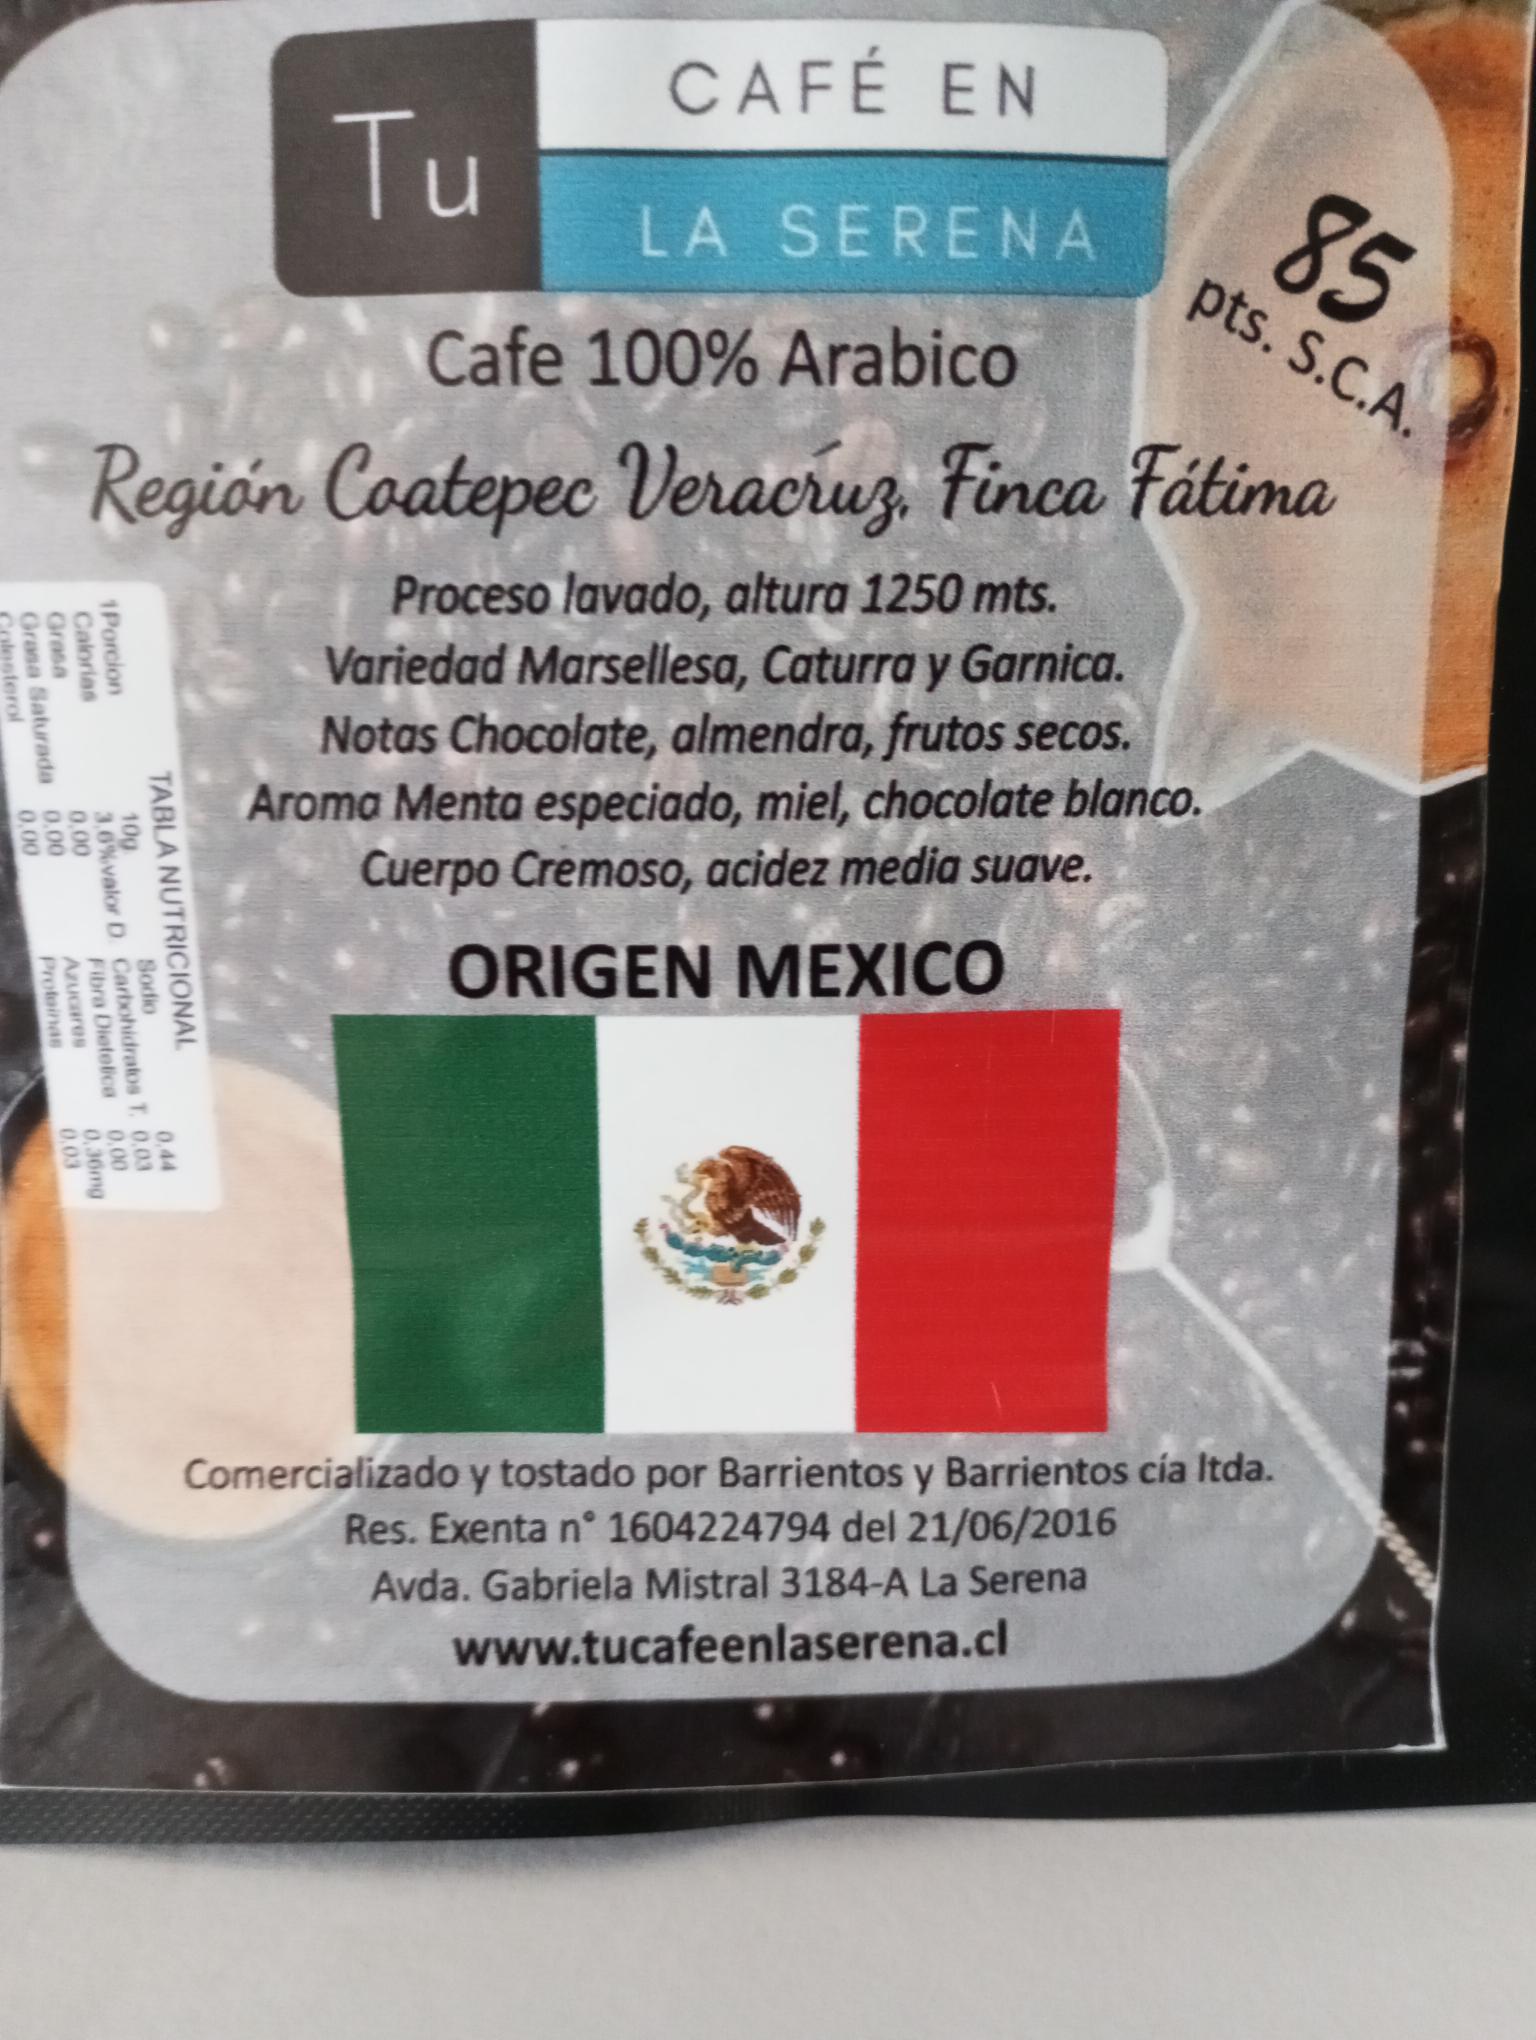 Tu
CAFÉ EN
LA SERENA
85
pts. S.C.A.
Cafe 100% Arabico
Región Coatepec Veracruz, Finca Fátima
Proceso lavado, altura 1250 mts.
Variedad Marsellesa, Caturra y Garnica.
Notas Chocolate, almendra, frutos secos.
Aroma Menta especiado, miel, chocolate blanco.
Cuerpo Cremoso, acidez media suave.
ORIGEN MEXICO
Comercializado y tostado por Barrientos y Barrientos cía ltda.
Res. Exenta n° 1604224794 del 21/06/2016
Avda. Gabriela Mistral 3184-A La Serena
www.tucafeenlaserena.cl
TABLA NUTRICIONAL
1Porcion 10g. Sodio 0,44
Calorias 3,6%valor D. Carbohidratos T. 0,03
Grasa 0,00 Fibra Dietetica 0,00
Grasa Saturada 0,00 Azucares 0,36mg
Colesterol 0,00 Proteinas 0,03